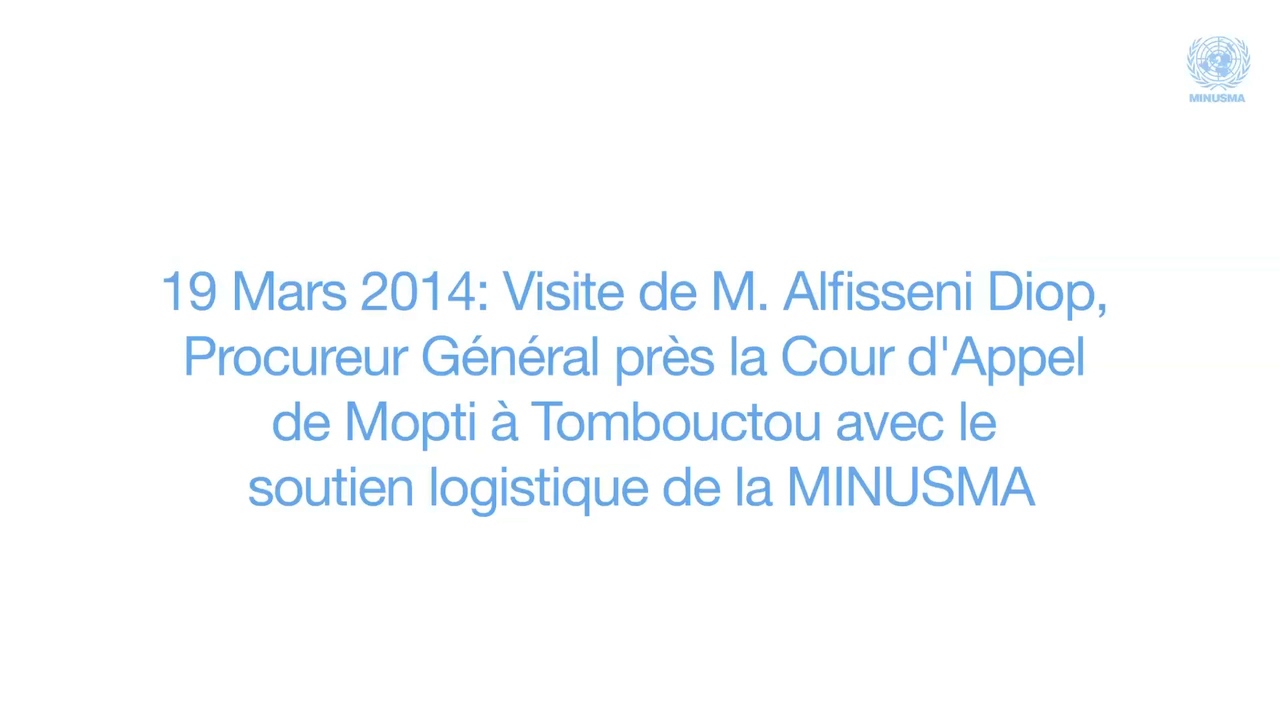 MINUSMA
19 Mars 2014: Visite de M. Alfisseni Diop,
Procureur Général près la Cour d'Appel
de Mopti à Tombouctou avec le
soutien logistique de la MINUSMA